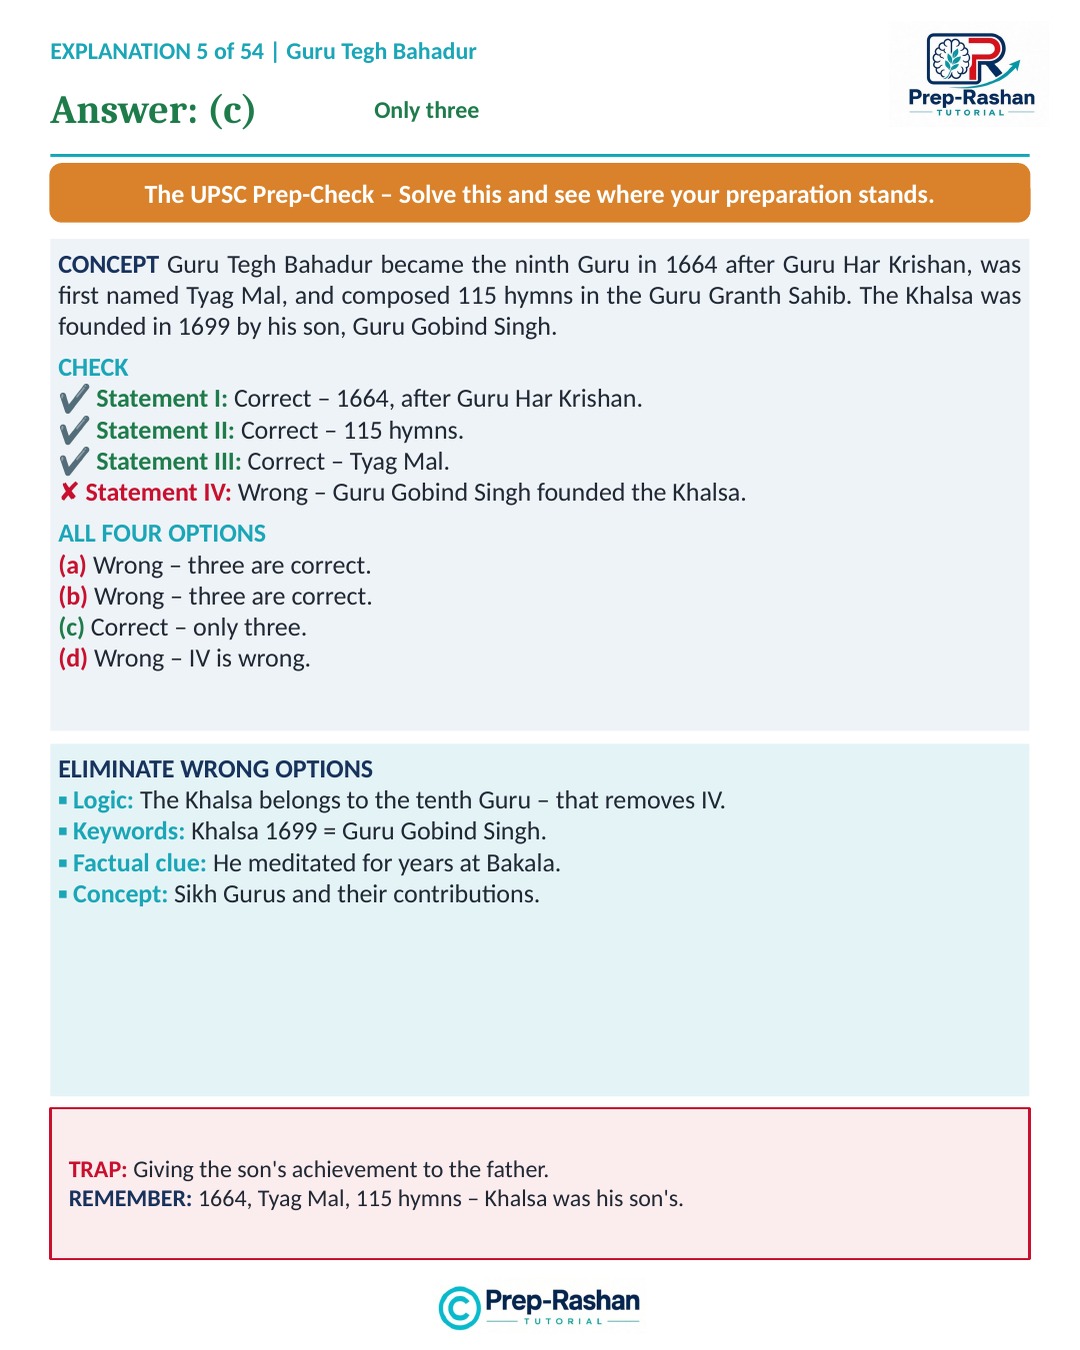 EXPLANATION 5 of 54 | Guru Tegh Bahadur
Prep-Rashan
TUTORIAL
Answer: (c) Only three
The UPSC Prep-Check – Solve this and see where your preparation stands.
CONCEPT Guru Tegh Bahadur became the ninth Guru in 1664 after Guru Har Krishan, was
first named Tyag Mal, and composed 115 hymns in the Guru Granth Sahib. The Khalsa was
founded in 1699 by his son, Guru Gobind Singh.
CHECK
✔ Statement I: Correct – 1664, after Guru Har Krishan.
✔ Statement II: Correct – 115 hymns.
✔ Statement III: Correct – Tyag Mal.
✘ Statement IV: Wrong – Guru Gobind Singh founded the Khalsa.
ALL FOUR OPTIONS
(a) Wrong – three are correct.
(b) Wrong – three are correct.
(c) Correct – only three.
(d) Wrong – IV is wrong.
ELIMINATE WRONG OPTIONS
▪ Logic: The Khalsa belongs to the tenth Guru – that removes IV.
▪ Keywords: Khalsa 1699 = Guru Gobind Singh.
▪ Factual clue: He meditated for years at Bakala.
▪ Concept: Sikh Gurus and their contributions.
TRAP: Giving the son's achievement to the father.
REMEMBER: 1664, Tyag Mal, 115 hymns – Khalsa was his son's.
© Prep-Rashan
TUTORIAL